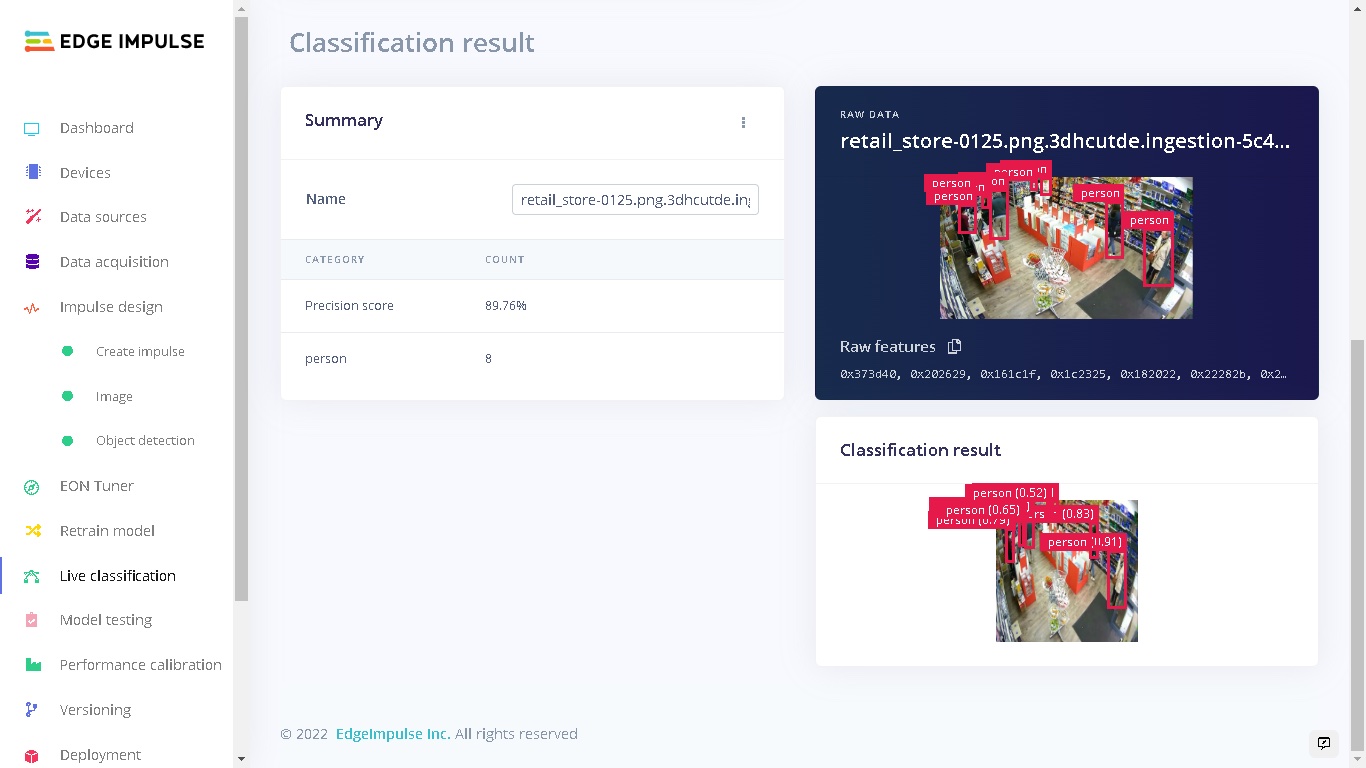 EDGE IMPULSE
Dashboard
Devices
Data sources
Data acquisition
Impulse design
Create impulse
Image
Object detection
EON Tuner
Retrain model
Live classification
Model testing
Performance calibration
Versioning
Deployment
Classification result
Summary
Name
retail_store-0125.png.3dhcutde.in
CATEGORY
COUNT
Precision score
89.76%
person
8
RAW DATA
retail_store-0125.png.3dhcutde.ingestion-5c4...
person
person
person
person
person
Raw features
0x373d40, 0x202629, 0x161c1f, 0x1c2325, 0x182022, 0x22282b, 0x2…
Classification result
person (0.52)
person (0.65)
(0.83)
person (0.79)
person
0.91)
© 2022 EdgeImpulse Inc. All rights reserved